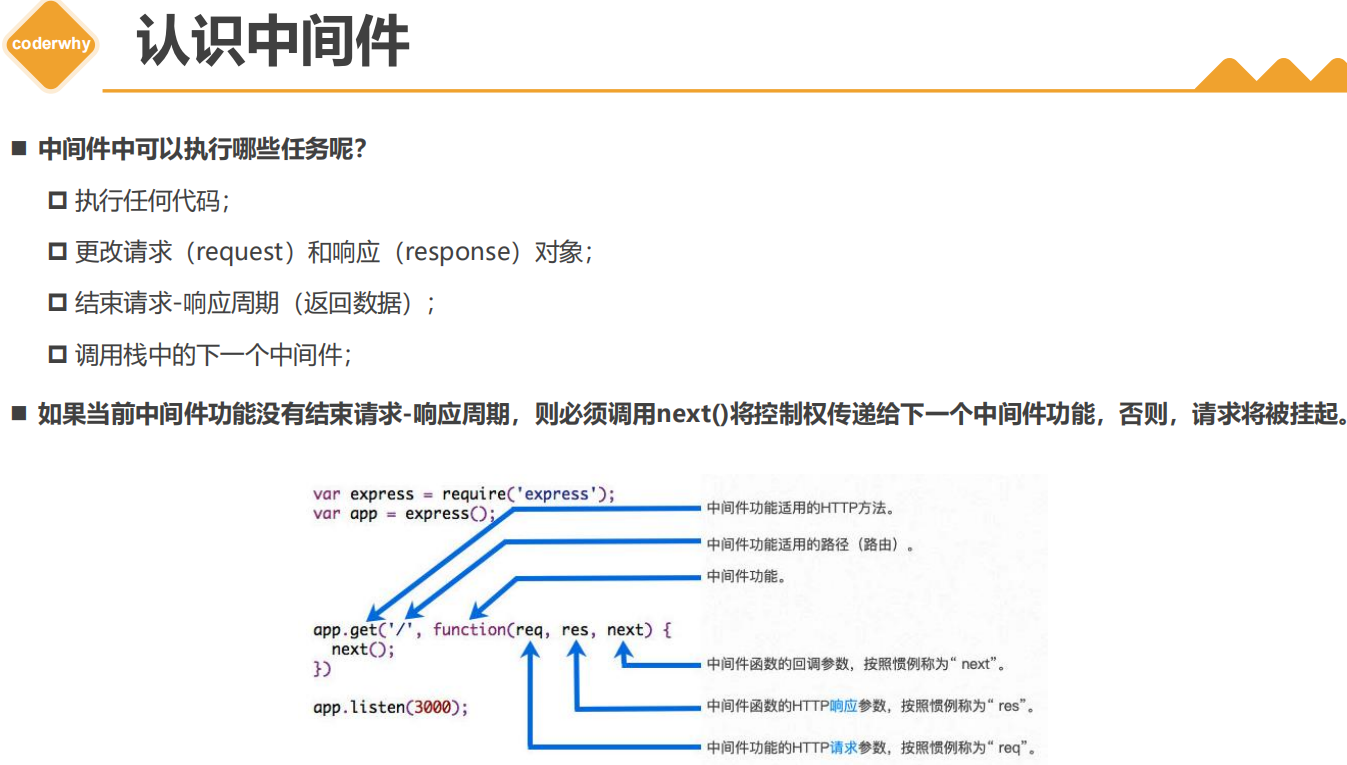 coderwhy
认识中间件
中间件中可以执行哪些任务呢？
执行任何代码；
更改请求（request）和响应（response）对象；
结束请求-响应周期（返回数据）；
调用栈中的下一个中间件；
如果当前中间件功能没有结束请求-响应周期，则必须调用next()将控制权传递给下一个中间件功能，否则，请求将被挂起。
var express = require('express');
var app = express();
中间件功能适用的HTTP方法。
中间件功能适用的路径（路由）。
中间件功能。
app.get('/', function(req, res, next) {
next();
})
app.listen(3000);
中间件函数的回调参数，按照惯例称为“ next”。
中间件函数的HTTP响应参数，按照惯例称为“ res”。
中间件功能的HTTP请求参数，按照惯例称为“ req”。